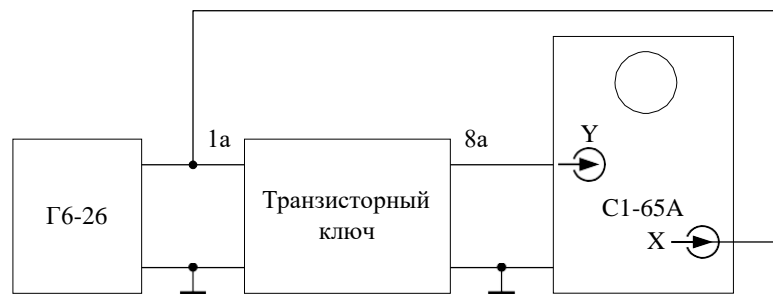 1а
8а
Y
Г6-26
Транзисторный
ключ
С1-65А
X